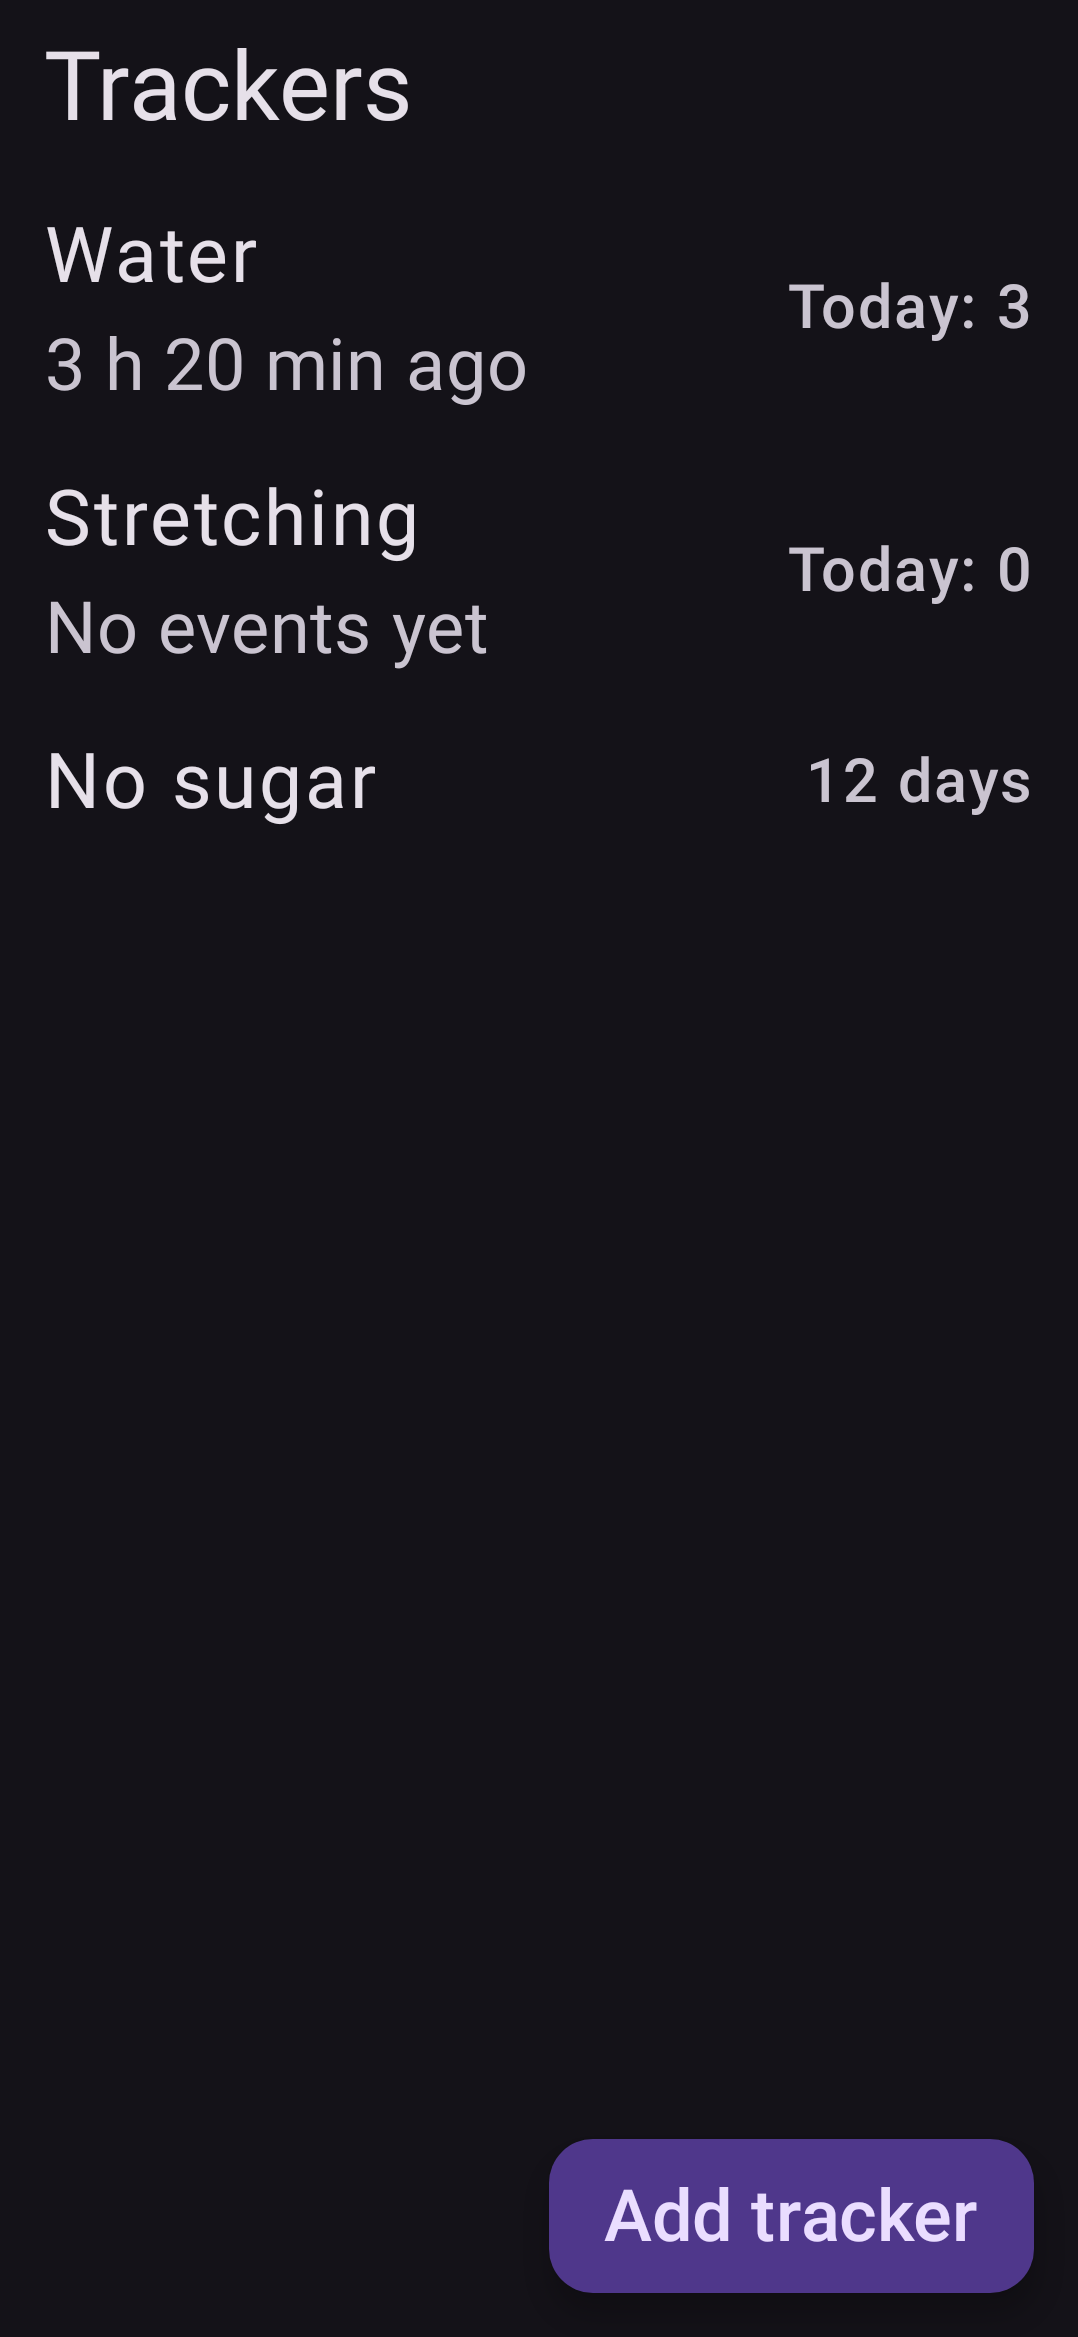 Trackers
Water
3 h 20 min ago
Today: 3
Stretching
No events yet
Today: 0
No sugar
12 days
Add tracker